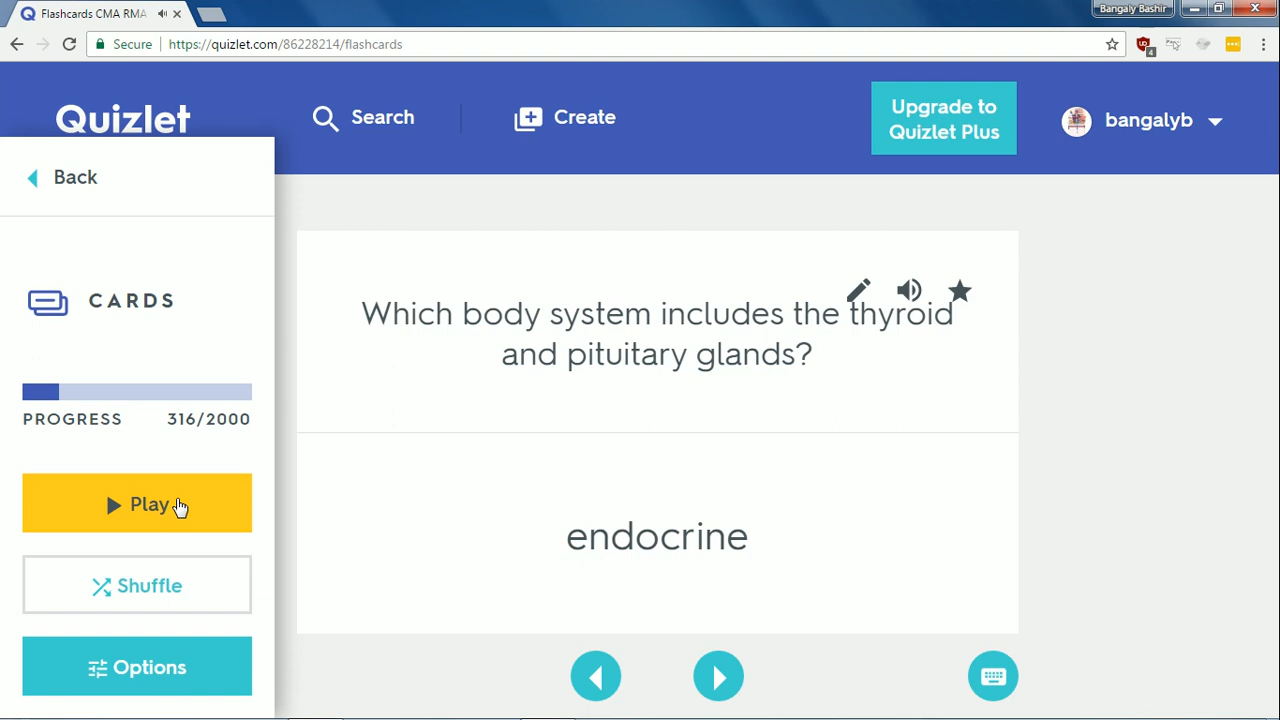 Flashcards CMA RMA
Bangaly Bashir
Secure
https://quizlet.com/86228214/flashcards
4
Quizlet
Search
Create
Upgrade to
Quizlet Plus
bangalyb
Back
CARDS
PROGRESS 316/2000
Play
Shuffle
Options
Which body system includes the thyroid
and pituitary glands?
endocrine